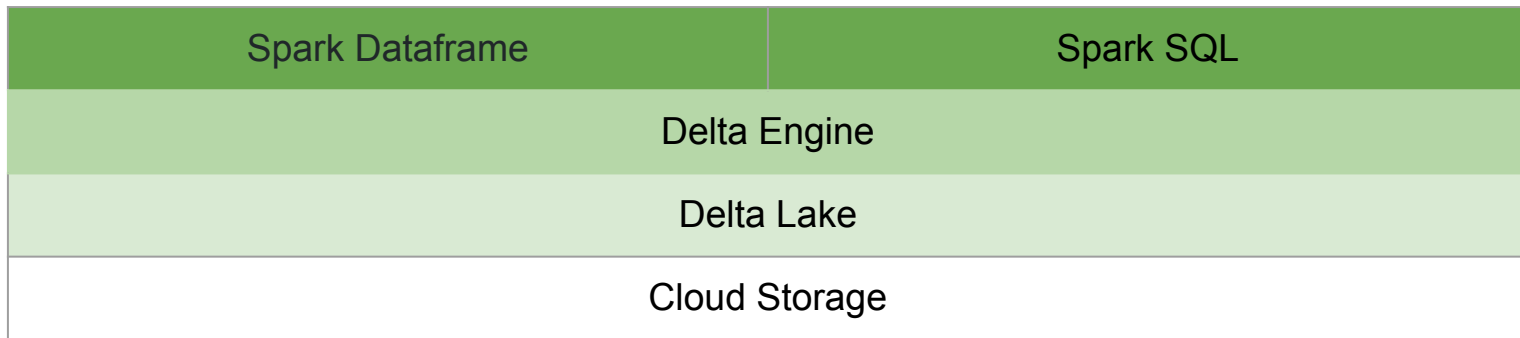 Spark Dataframe
Spark SQL
Delta Engine
Delta Lake
Cloud Storage